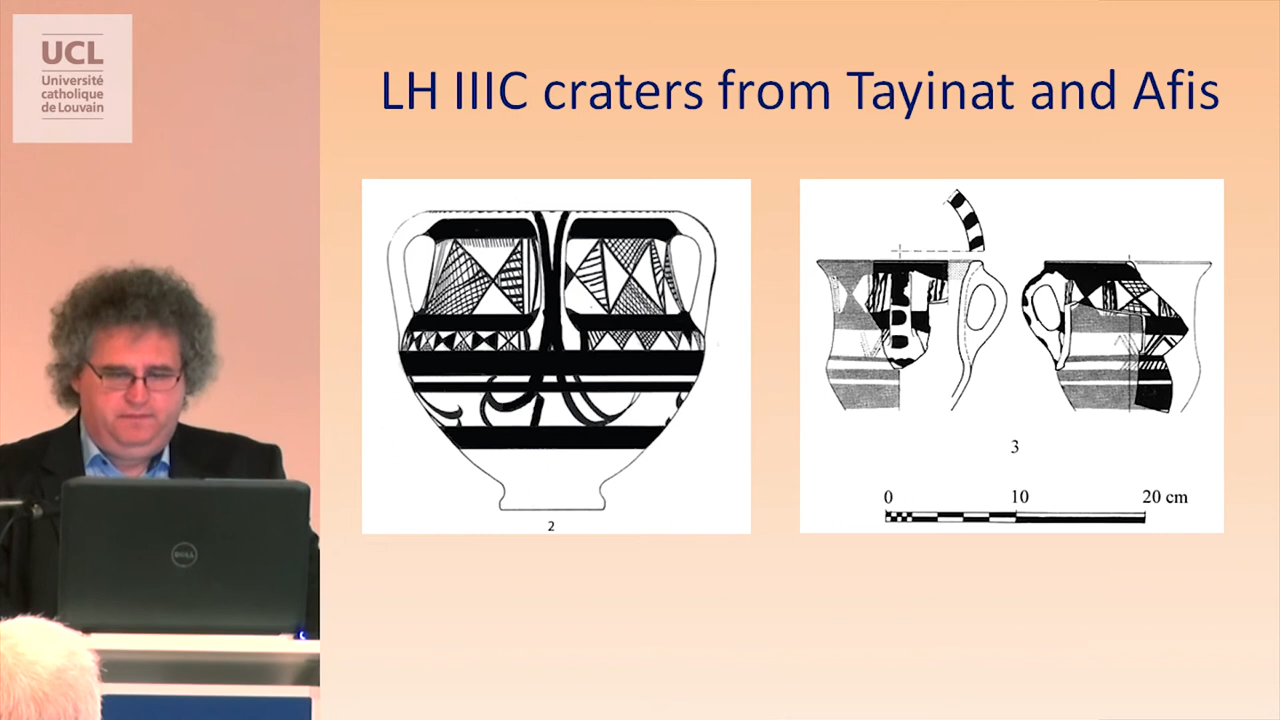 UCL
Université
catholique
de Louvain
LH IIIC craters from Tayinat and Afis
2
3
0 10 20 cm
DELL